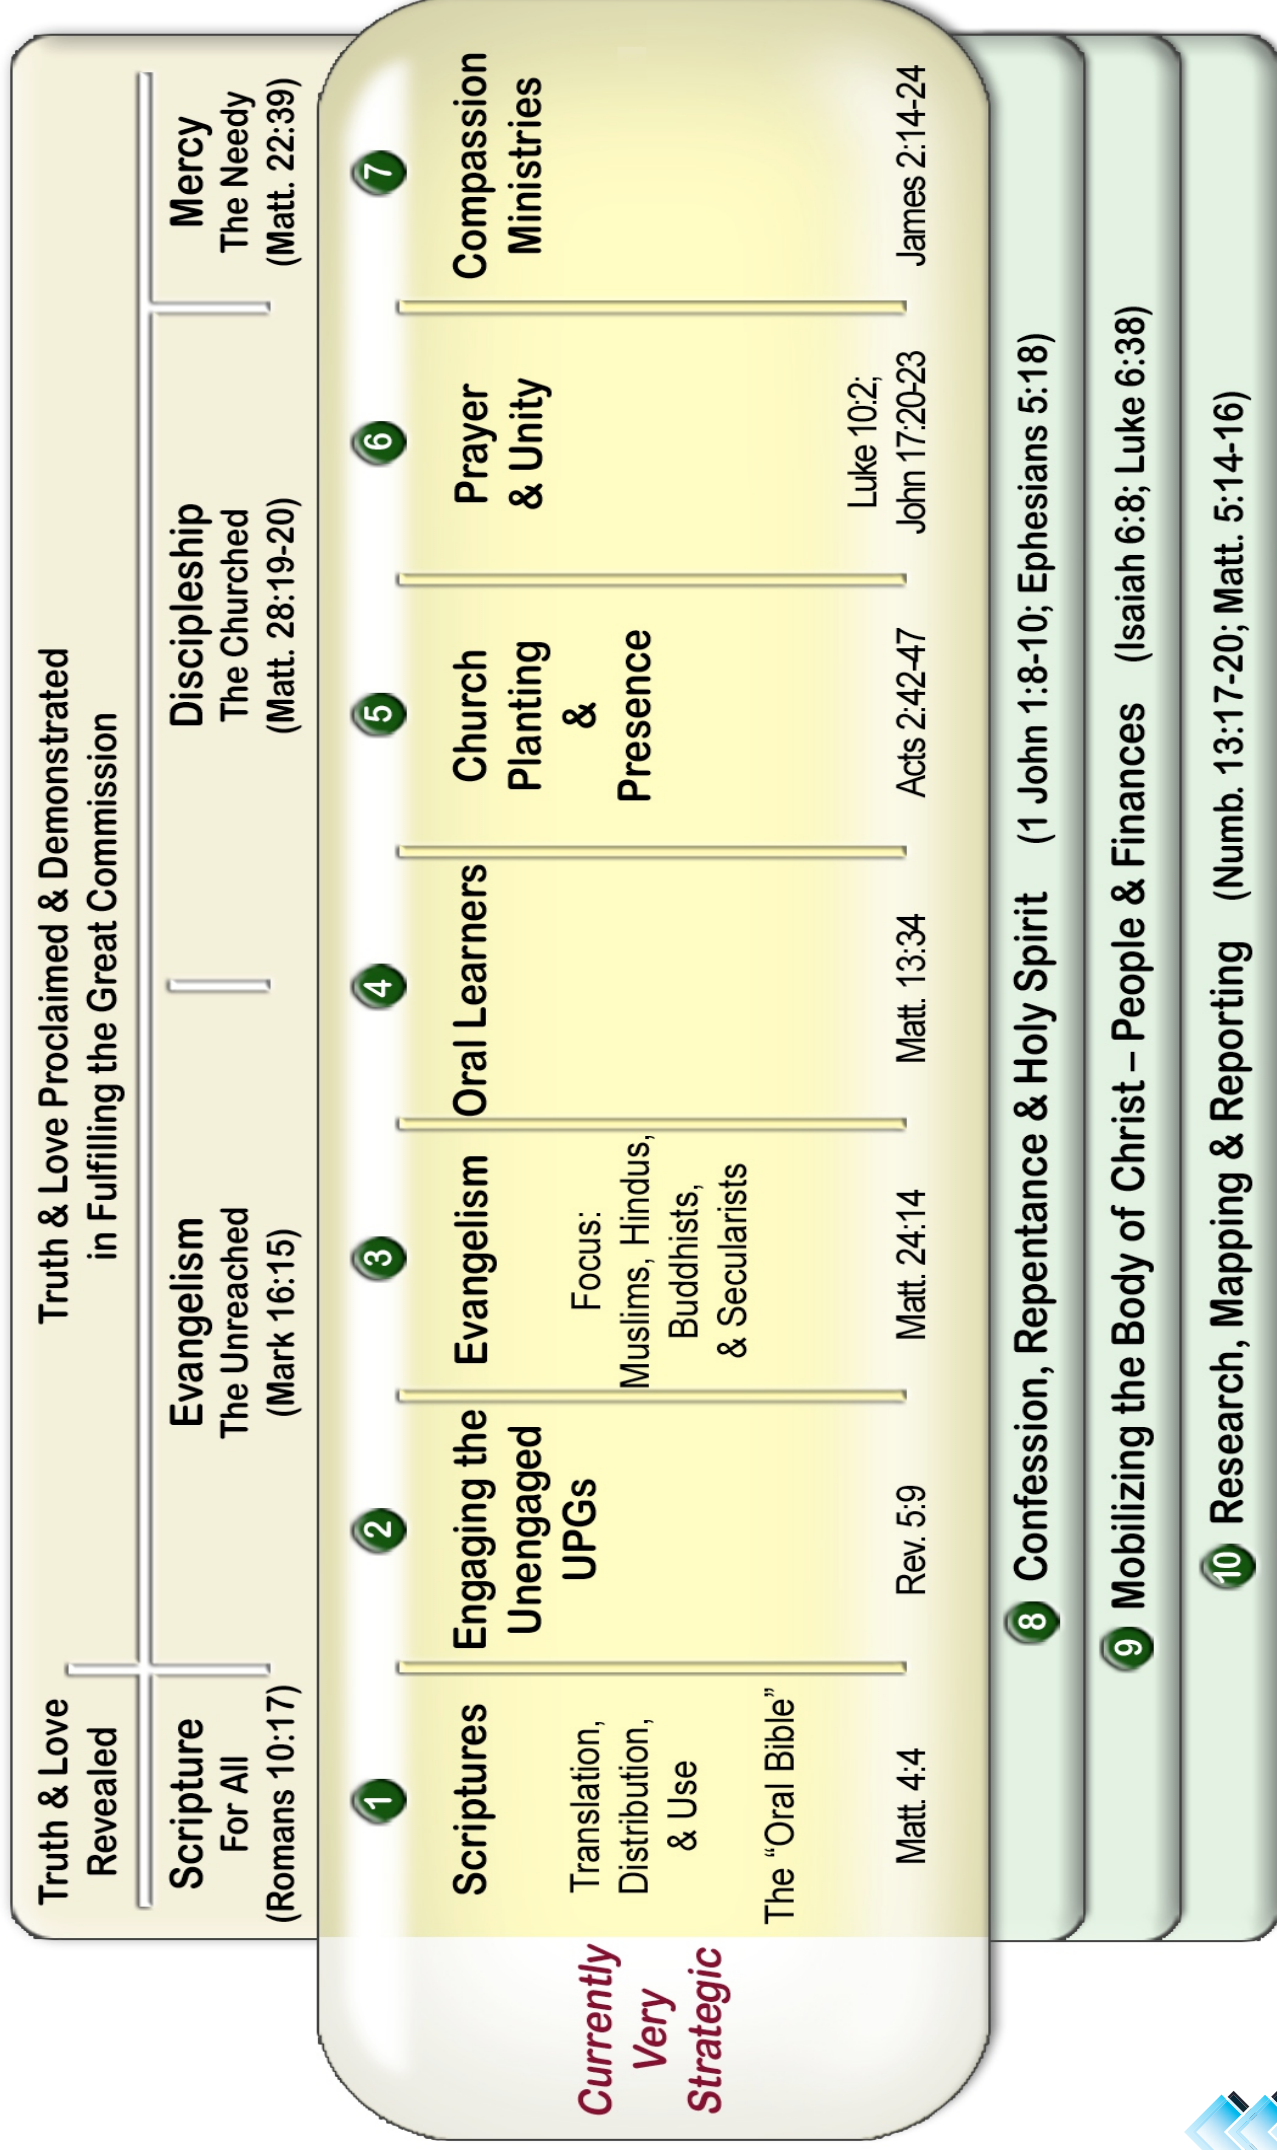 Truth & Love
Revealed
Truth & Love Proclaimed & Demonstrated
in Fulfilling the Great Commission
Scripture
For All
(Romans 10:17)
Evangelism
The Unreached
(Mark 16:15)
Discipleship
The Churched
(Matt. 28:19-20)
Mercy
The Needy
(Matt. 22:39)
Currently
Very
Strategic
1
Scriptures
Translation,
Distribution,
& Use
The “Oral Bible”
Matt. 4:4
2
Engaging the
Unengaged
UPGs
Rev. 5:9
3
Evangelism
Focus:
Muslims, Hindus,
Buddhists,
& Secularists
Matt. 24:14
4
Oral Learners
Matt. 13:34
5
Church
Planting
&
Presence
Acts 2:42-47
6
Prayer
& Unity
Luke 10:2;
John 17:20-23
7
Compassion
Ministries
James 2:14-24
8 Confession, Repentance & Holy Spirit (1 John 1:8-10; Ephesians 5:18)
9 Mobilizing the Body of Christ – People & Finances (Isaiah 6:8; Luke 6:38)
10 Research, Mapping & Reporting (Numb. 13:17-20; Matt. 5:14-16)